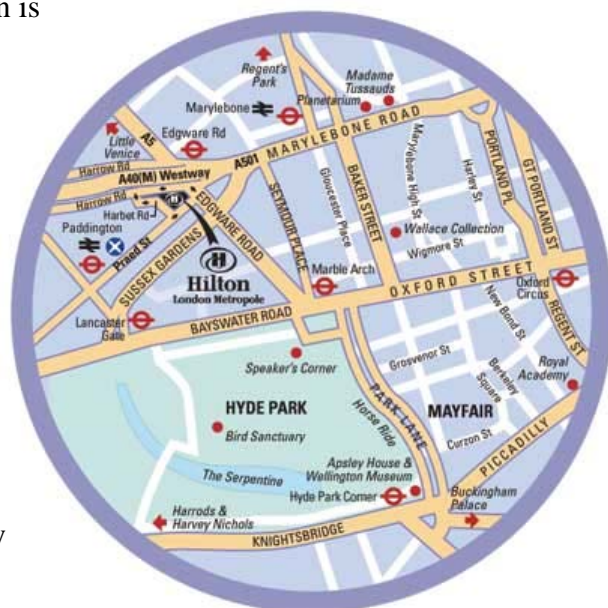 n is
Regent's
Park
Madame
Tussauds
Planetarium
Marylebone
A5
Edgware Rd
Little
Venice
A501
MARYLEBONE ROAD
Harrow Rd
A40(M) Westway
Harrow Rd
Harbet Rd
H
Paddington
Praed St
SUSSEX GARDENS
EDGWARE ROAD
SEYMOUR PLACE
Gloucester Place
BAKER STREET
Marylebone High St
Harley St
PORTLAND PL
GT PORTLAND ST
Wallace Collection
Wigmore St
H
Hilton
London Metropole
Marble Arch
OXFORD STREET
Oxford
Circus
Lancaster
Gate
BAYSWATER ROAD
New Bond St
REGENT ST
Speaker's Corner
Grosvenor St
Berkeley
Square
Royal
Academy
HYDE PARK
PARK LANE
Horse Ride
MAYFAIR
Bird Sanctuary
Curzon St
PICCADILLY
The Serpentine
Apsley House &
Wellington Museum
Hyde Park Corner
Buckingham
Palace
Harrods &
Harvey Nichols
KNIGHTSBRIDGE
y